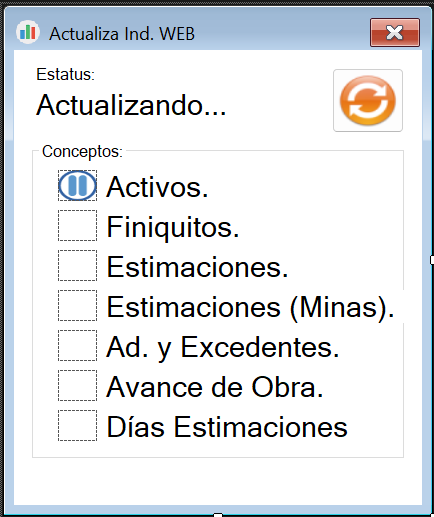 Actualiza Ind. WEB
Estatus:
Actualizando...
Conceptos:
Activos.
Finiquitos.
Estimaciones.
Estimaciones (Minas).
Ad. y Excedentes.
Avance de Obra.
Días Estimaciones